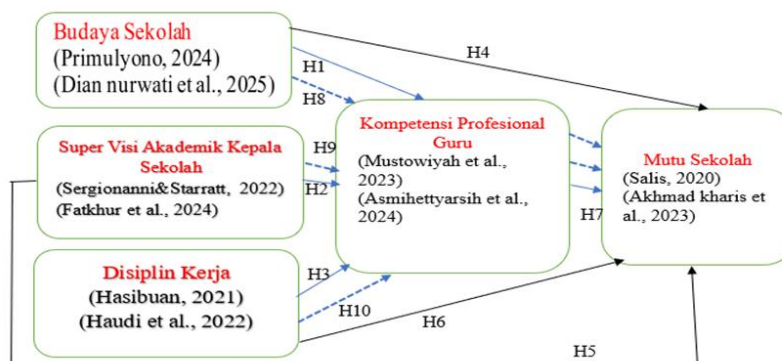 Budaya Sekolah
(Primulyono, 2024)
(Dian nurwati et al., 2025)
H4
H1
H8
Super Visi Akademik Kepala
Sekolah
(Sergionanni&Starratt, 2022)
(Fatkhur et al., 2024)
H9
H2
Kompetensi Profesional
Guru
(Mustowiyah et al.,
2023)
(Asmihettyarsih et al.,
2024)
H7
Mutu Sekolah
(Salis, 2020)
(Akhmad kharis et
al., 2023)
Disiplin Kerja
(Hasibuan, 2021)
(Haudi et al., 2022)
H3
H10
H6
H5